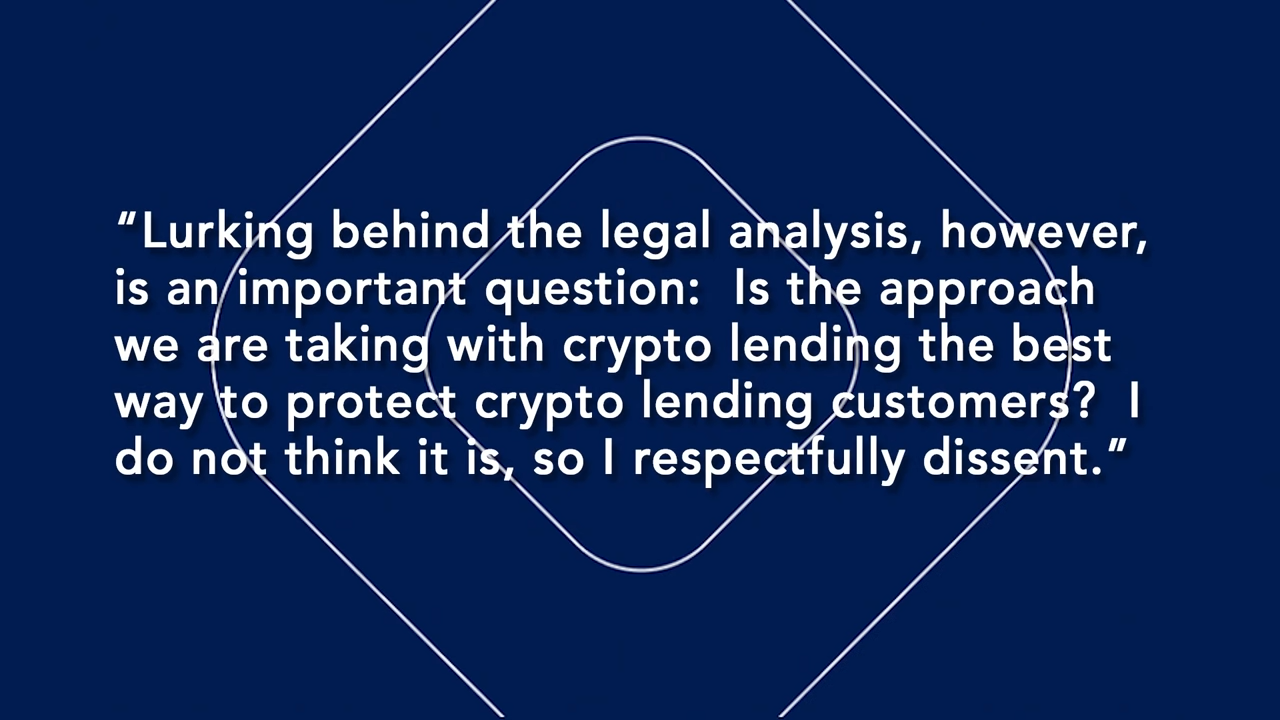 “Lurking behind the legal analysis, however,
is an important question:  Is the approach
we are taking with crypto lending the best
way to protect crypto lending customers?  I
do not think it is, so I respectfully dissent.”